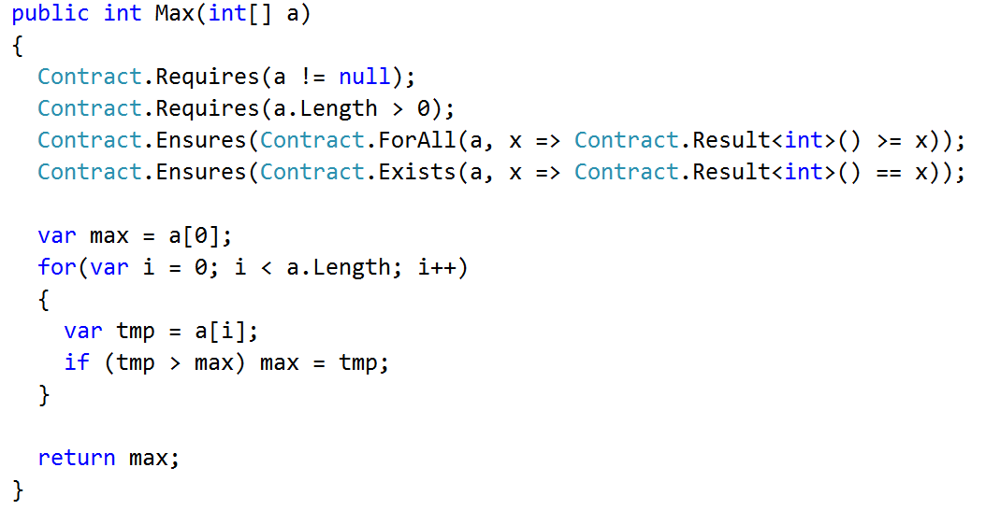 public int Max(int[] a)
{
  Contract.Requires(a != null);
  Contract.Requires(a.Length > 0);
  Contract.Ensures(Contract.ForAll(a, x => Contract.Result<int>() >= x));
  Contract.Ensures(Contract.Exists(a, x => Contract.Result<int>() == x));

  var max = a[0];
  for(var i = 0; i < a.Length; i++)
  {
    var tmp = a[i];
    if (tmp > max) max = tmp;
  }

  return max;
}